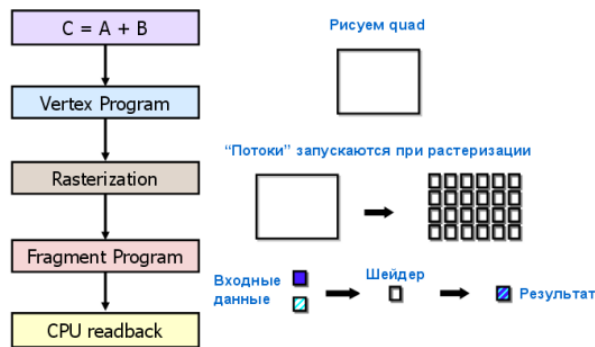 C = A + B
Рисуем quad
Vertex Program
“Потоки” запускаются при растеризации
Rasterization
Fragment Program
Входные
данные
Шейдер
Результат
CPU readback